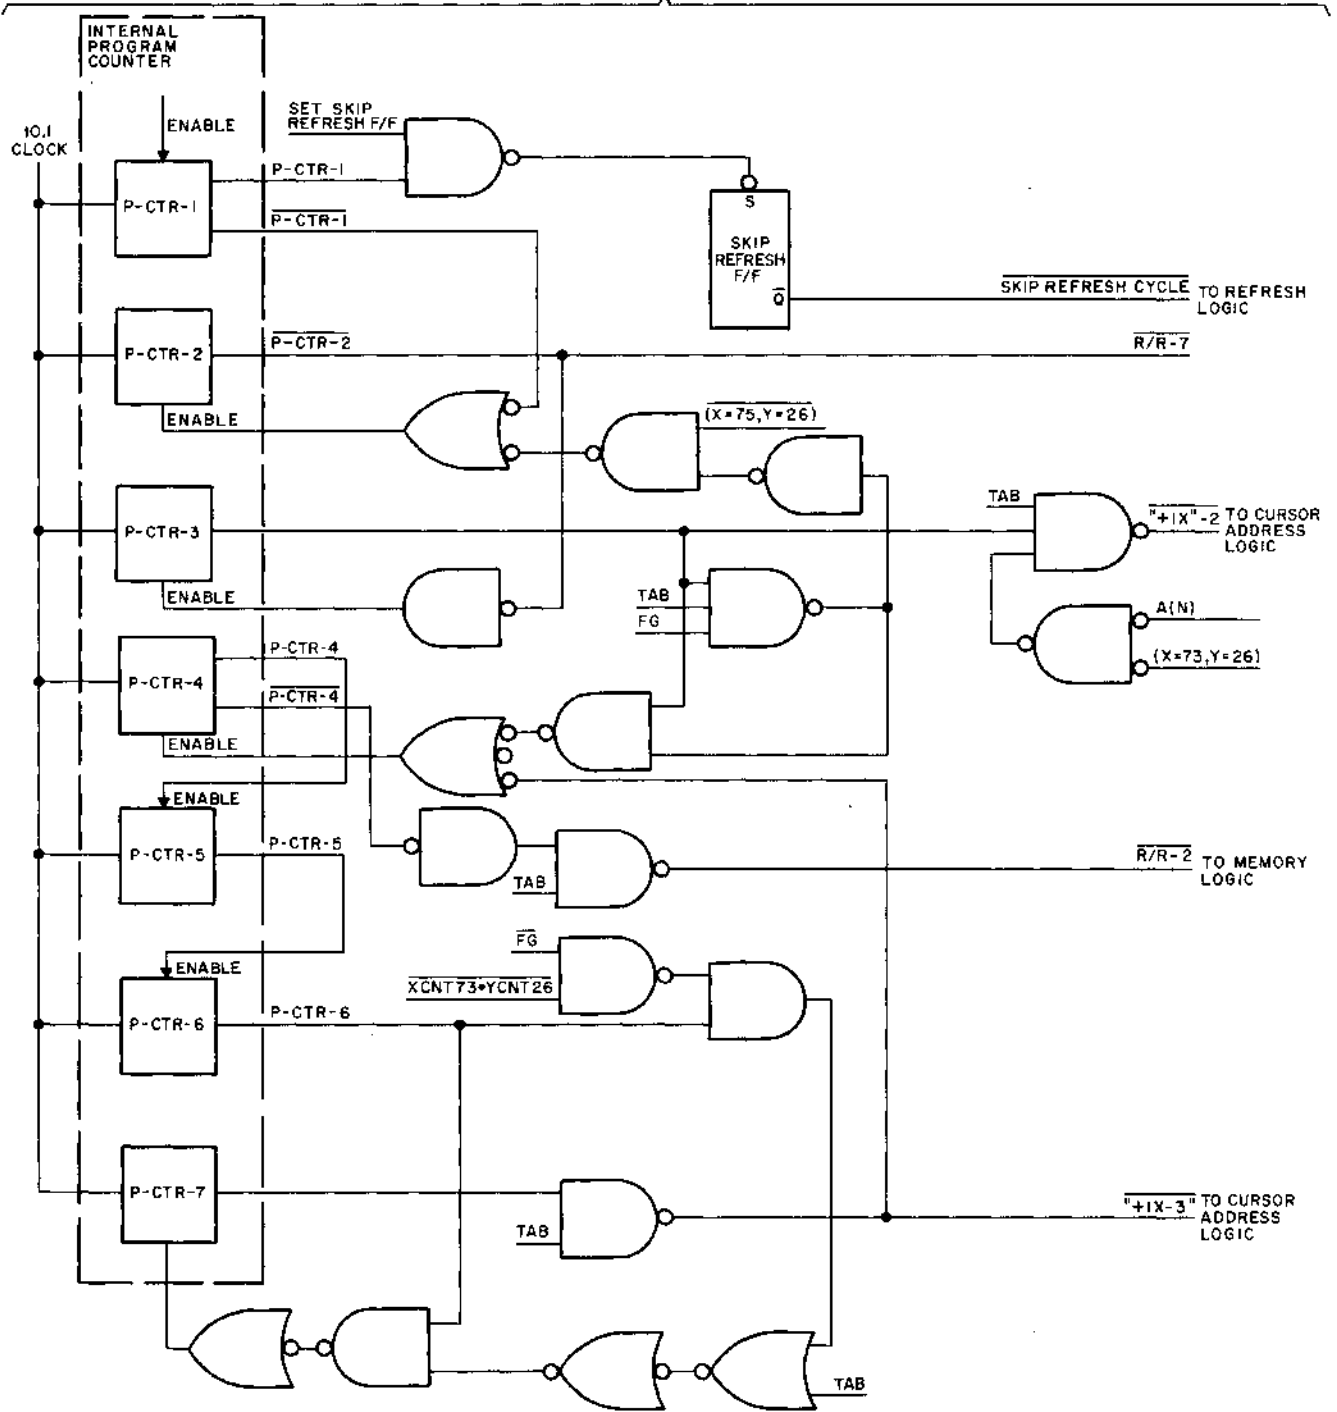 INTERNAL
PROGRAM
COUNTER
ENABLE
10.1
CLOCK
SET SKIP
REFRESH F/F
P-CTR-1
P-CTR-1
P-CTR-1
S
SKIP
REFRESH
F/F
Q
SKIP REFRESH CYCLE
TO REFRESH
LOGIC
P-CTR-2
P-CTR-2
R/R-7
ENABLE
(X=75,Y=26)
P-CTR-3
TAB
"+1X"-2
TO CURSOR
ADDRESS
LOGIC
ENABLE
TAB
FG
A(N)
(X=73,Y=26)
P-CTR-4
P-CTR-4
P-CTR-4
ENABLE
ENABLE
P-CTR-5
P-CTR-5
TAB
R/R-2
TO MEMORY
LOGIC
FG
ENABLE
XCNT73•YCNT26
P-CTR-6
P-CTR-6
P-CTR-7
TAB
"+1X-3"
TO CURSOR
ADDRESS
LOGIC
TAB